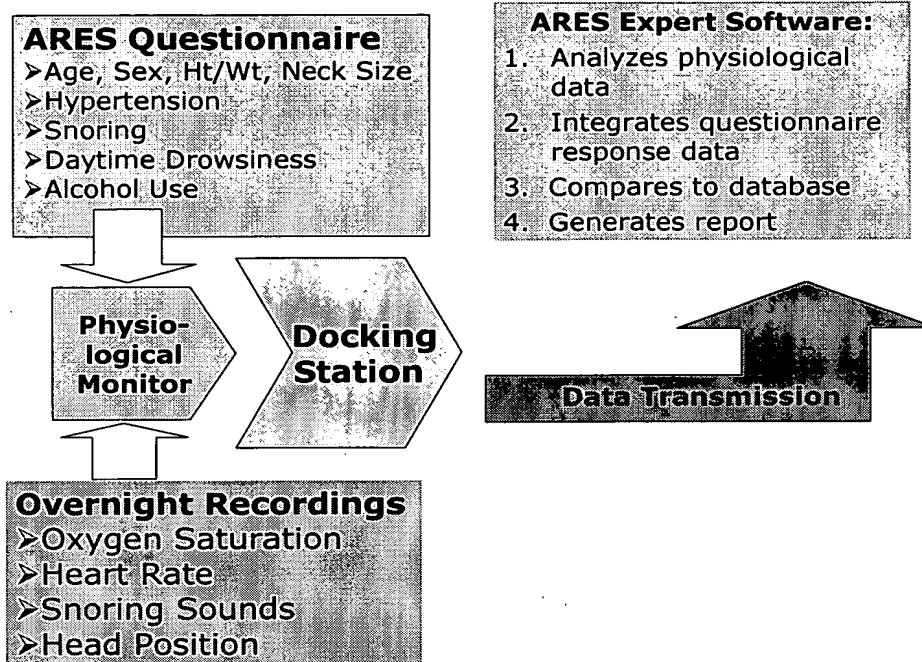 ARES Questionnaire
➢Age, Sex, Ht/Wt, Neck Size
➢Hypertension
➢Snoring
➢Daytime Drowsiness
➢Alcohol Use
ARES Expert Software:
1. Analyzes physiological
data
2. Integrates questionnaire
response data
3. Compares to database
4. Generates report
Physio-
logical
Monitor
Docking
Station
Data Transmission
Overnight Recordings
➢Oxygen Saturation
➢Heart Rate
➢Snoring Sounds
➢Head Position